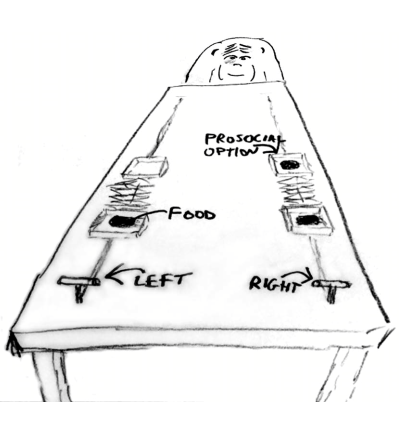 PROSOCIAL
OPTION
FOOD
LEFT
RIGHT